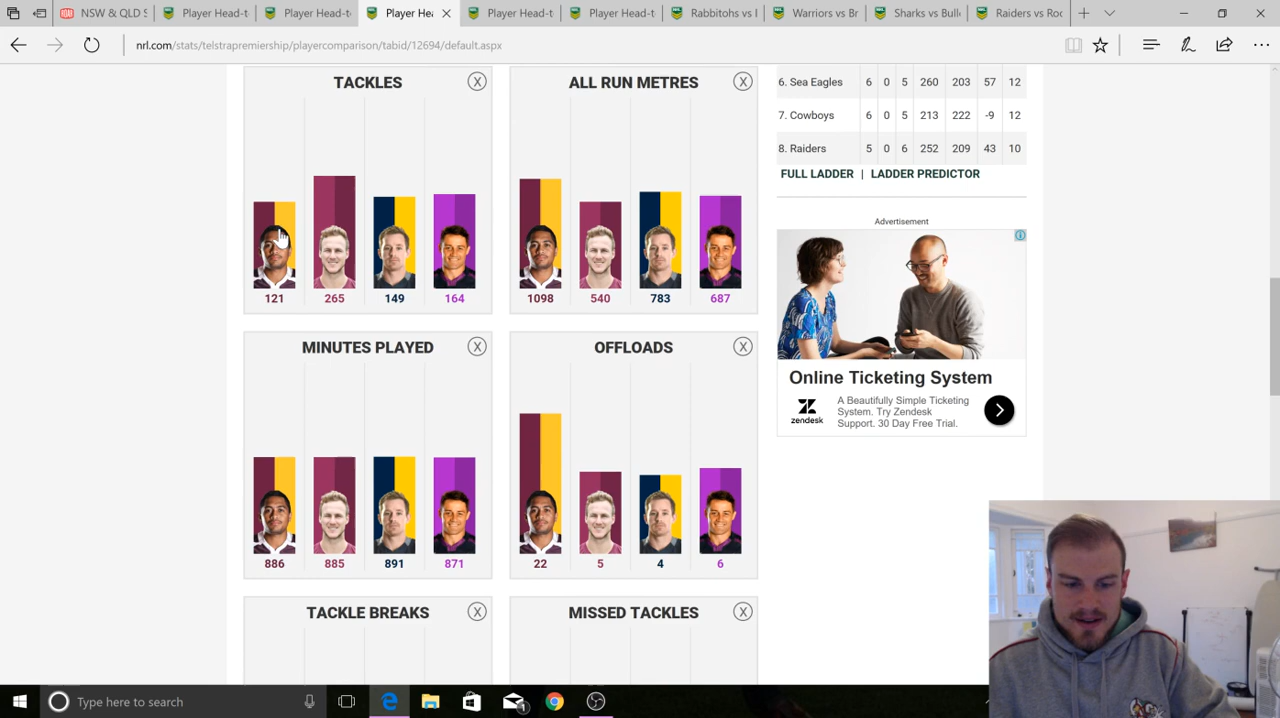 NSW & QLD S
Player Head-t
Player Hea
Player Head-t
Player Head-t
Rabbitohs vs
Warriors vs Br
Sharks vs Bull
Raiders vs Roo
nrl.com/stats/telstrapremiership/playercomparison/tabid/12694/default.aspx
TACKLES X
121 265 149 164
ALL RUN METRES X
1098 540 783 687
MINUTES PLAYED X
886 885 891 871
OFFLOADS X
22 5 4 6
TACKLE BREAKS X
MISSED TACKLES X
6. Sea Eagles 6 0 5 260 203 57 12
7. Cowboys 6 0 5 213 222 -9 12
8. Raiders 5 0 6 252 209 43 10
FULL LADDER | LADDER PREDICTOR
Advertisement
Online Ticketing System
zendesk
A Beautifully Simple Ticketing
System. Try Zendesk
Support. 30 Day Free Trial.
Type here to search